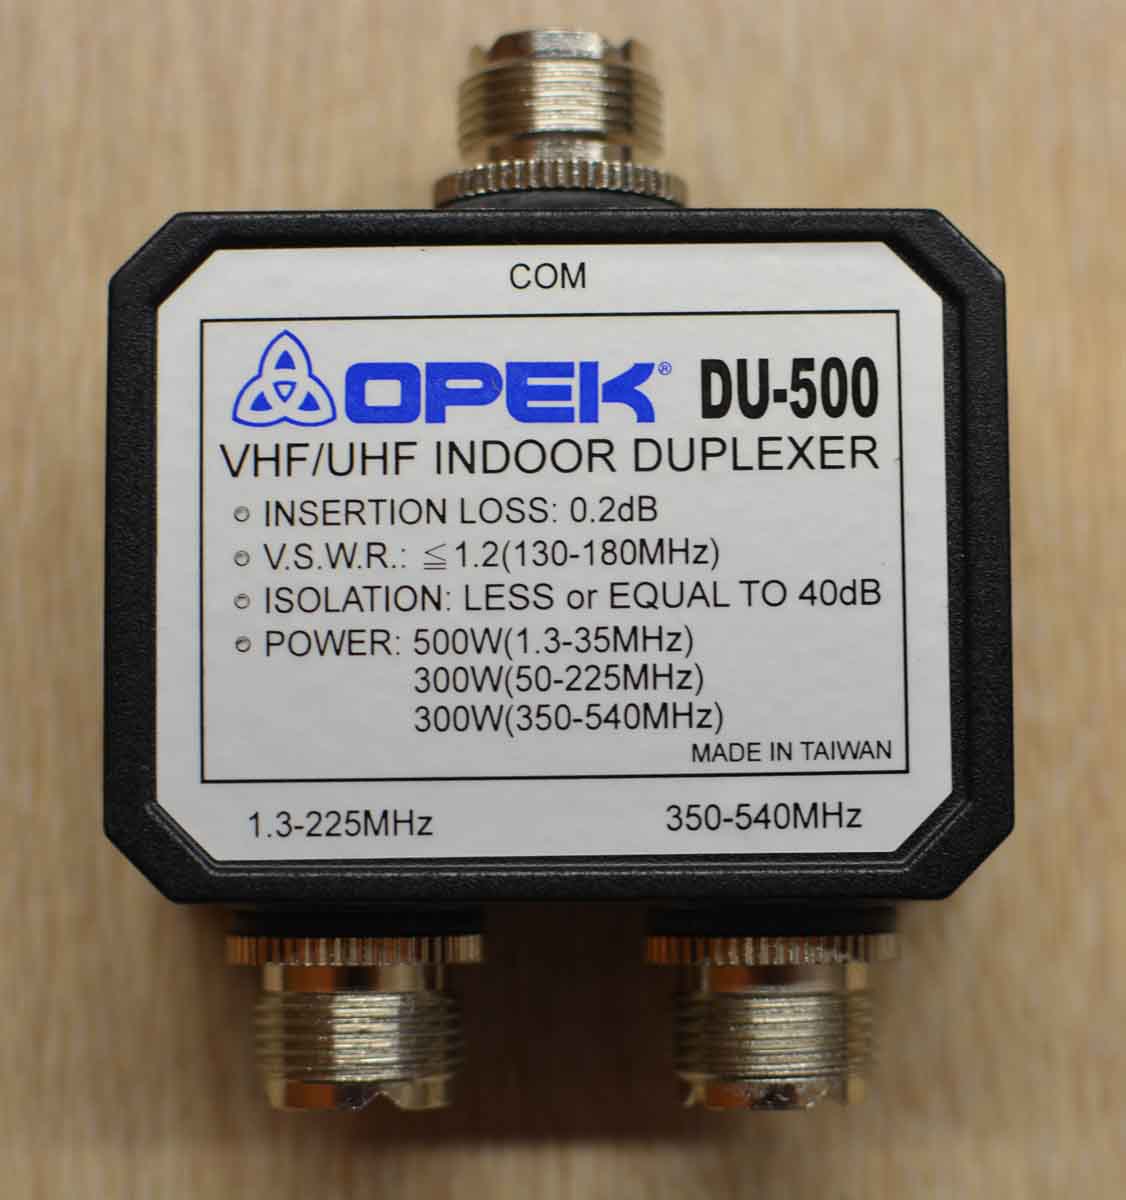 COM
OPEK® DU-500
VHF/UHF INDOOR DUPLEXER
INSERTION LOSS: 0.2dB
V.S.W.R.: ≦1.2(130-180MHz)
ISOLATION: LESS or EQUAL TO 40dB
POWER: 500W(1.3-35MHz)
300W(50-225MHz)
300W(350-540MHz)
MADE IN TAIWAN
1.3-225MHz 350-540MHz